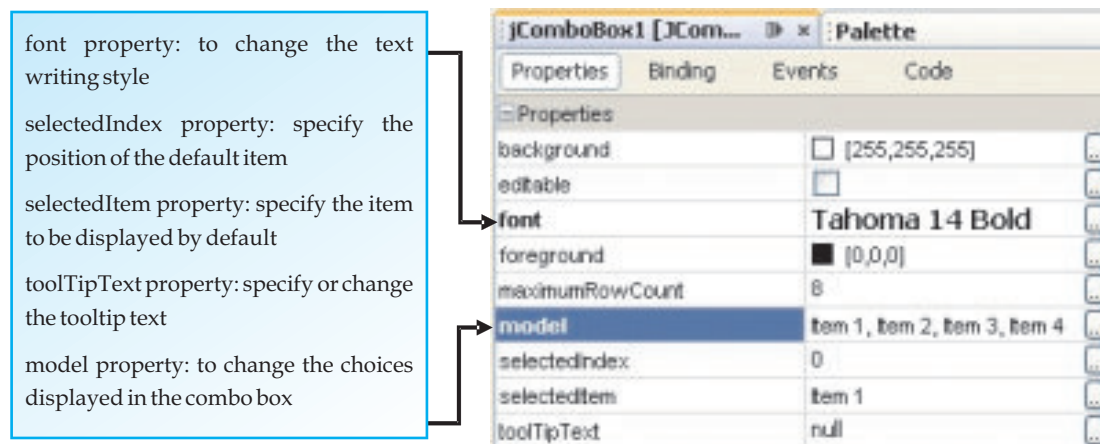 font property: to change the text
writing style
selectedIndex property: specify the
position of the default item
selectedItem property: specify the item
to be displayed by default
toolTipText property: specify or change
the tooltip text
model property: to change the choices
displayed in the combo box
jComboBox1 [JCom... Palette
Properties Binding Events Code
Properties
background [255,255,255] ...
editable ...
font Tahoma 14 Bold ...
foreground [0,0,0] ...
maximumRowCount 8 ...
model Item 1, Item 2, Item 3, Item 4 ...
selectedIndex 0 ...
selectedItem Item 1 ...
toolTipText null ...